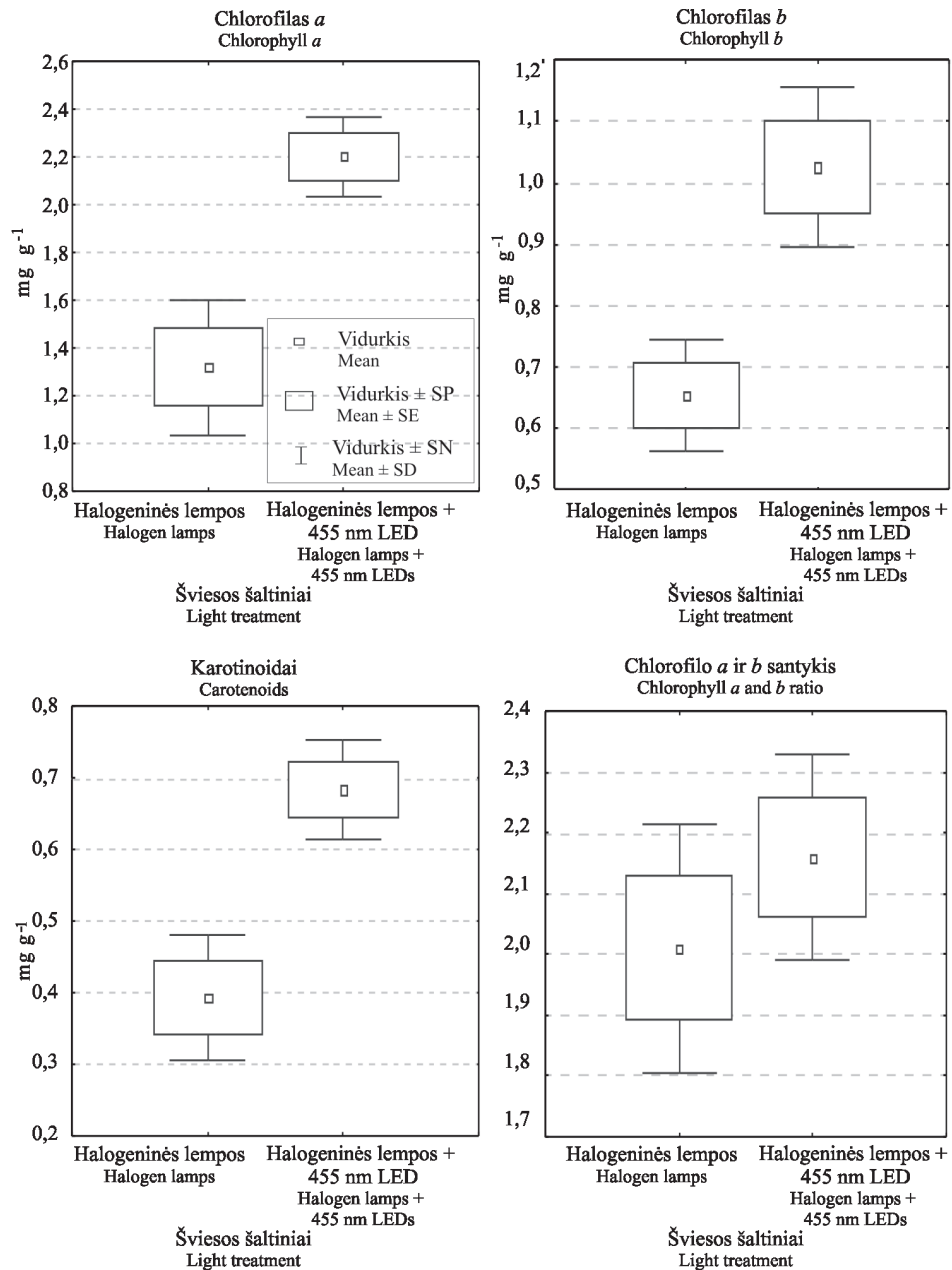 Chlorofilas a
Chlorophyll a
2,6
2,4
2,2
2,0
1,8
1,6
1,4
1,2
1,0
0,8
mg g-1
Vidurkis
Mean
Vidurkis ± SP
Mean ± SE
Vidurkis ± SN
Mean ± SD
Halogeninės lempos
Halogen lamps
Halogeninės lempos +
455 nm LED
Halogen lamps +
455 nm LEDs
Šviesos šaltiniai
Light treatment
Chlorofilas b
Chlorophyll b
1,2
1,1
1,0
0,9
0,8
0,7
0,6
0,5
mg g-1
Halogeninės lempos
Halogen lamps
Halogeninės lempos +
455 nm LED
Halogen lamps +
455 nm LEDs
Šviesos šaltiniai
Light treatment
Karotinoidai
Carotenoids
0,8
0,7
0,6
0,5
0,4
0,3
0,2
mg g-1
Halogeninės lempos
Halogen lamps
Halogeninės lempos +
455 nm LED
Halogen lamps +
455 nm LEDs
Šviesos šaltiniai
Light treatment
Chlorofilo a ir b santykis
Chlorophyll a and b ratio
2,4
2,3
2,2
2,1
2,0
1,9
1,8
1,7
Halogeninės lempos
Halogen lamps
Halogeninės lempos +
455 nm LED
Halogen lamps +
455 nm LEDs
Šviesos šaltiniai
Light treatment